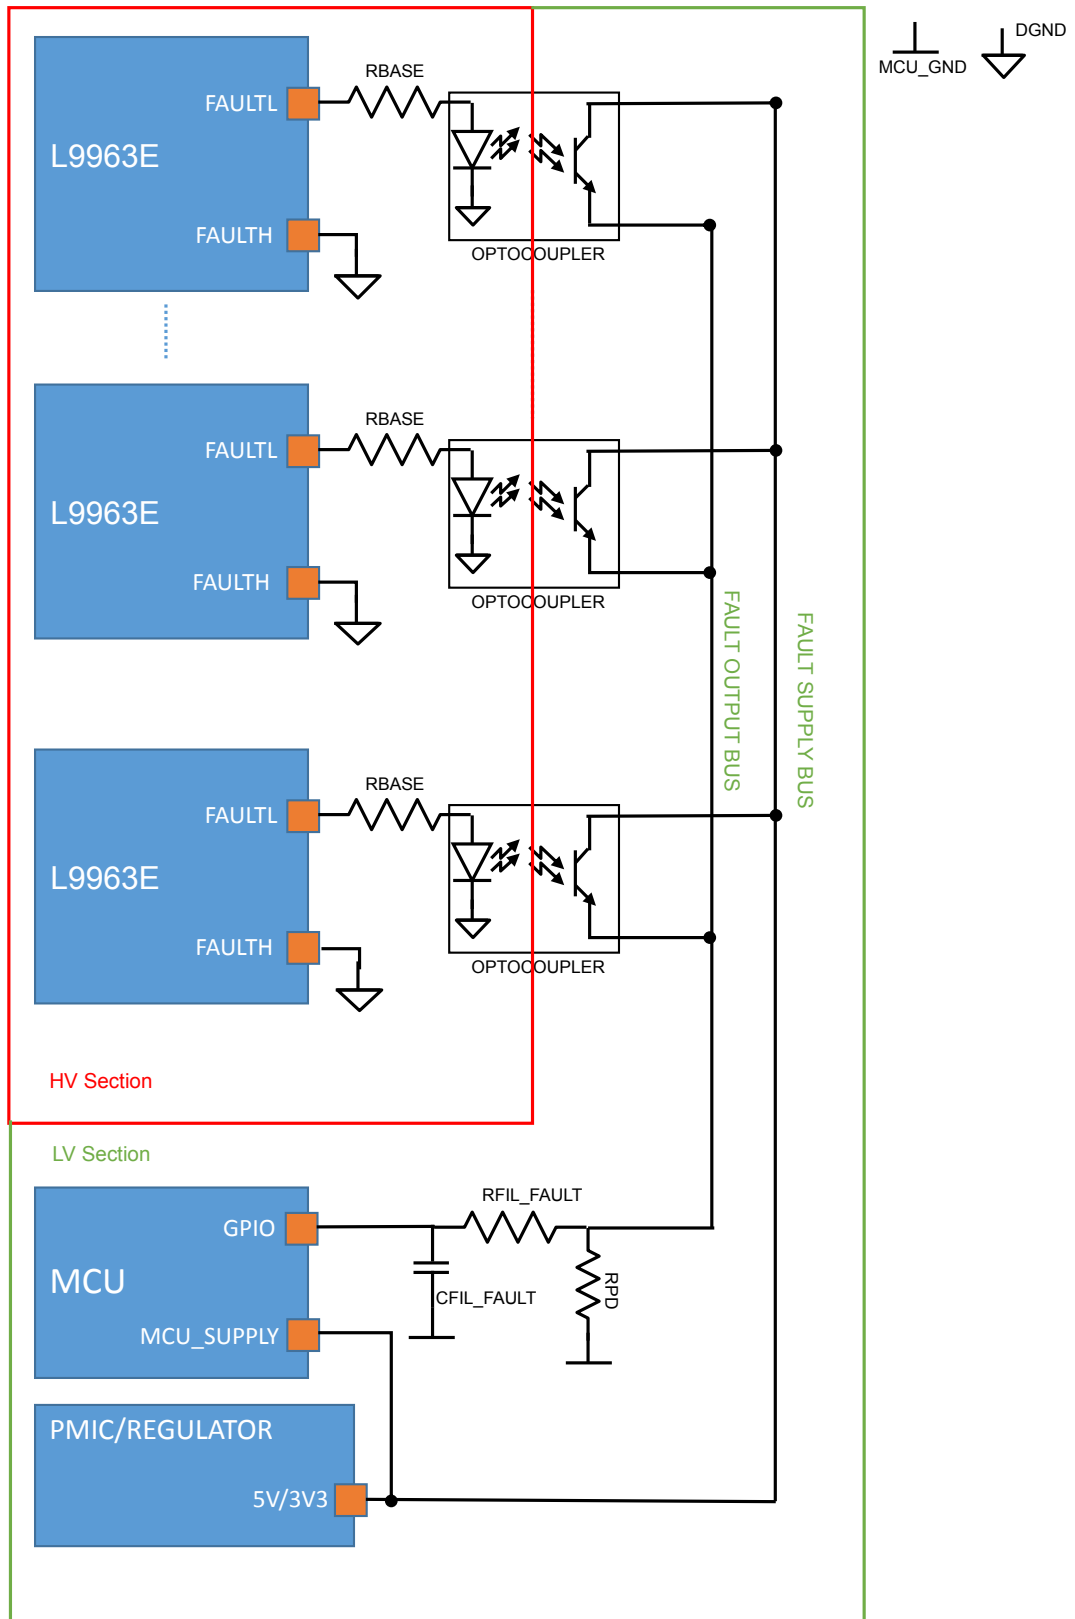 DGND
MCU_GND
RBASE
FAULTL
L9963E
FAULTH
OPTOCOUPLER
RBASE
FAULTL
L9963E
FAULTH
OPTOCOUPLER
FAULT OUTPUT BUS
FAULT SUPPLY BUS
RBASE
FAULTL
L9963E
FAULTH
OPTOCOUPLER
HV Section
LV Section
RFIL_FAULT
GPIO
MCU
CFIL_FAULT
RPD
MCU_SUPPLY
PMIC/REGULATOR
5V/3V3